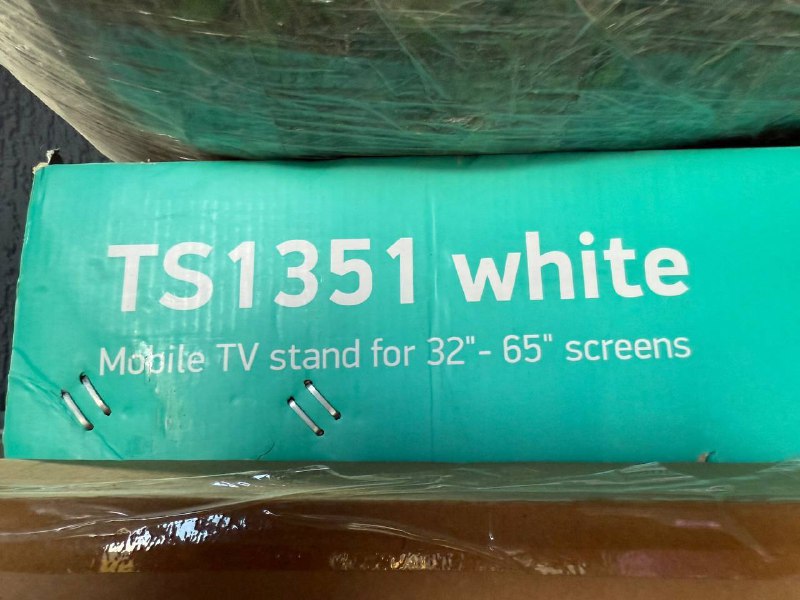 TS1351 white
Mobile TV stand for 32"- 65" screens